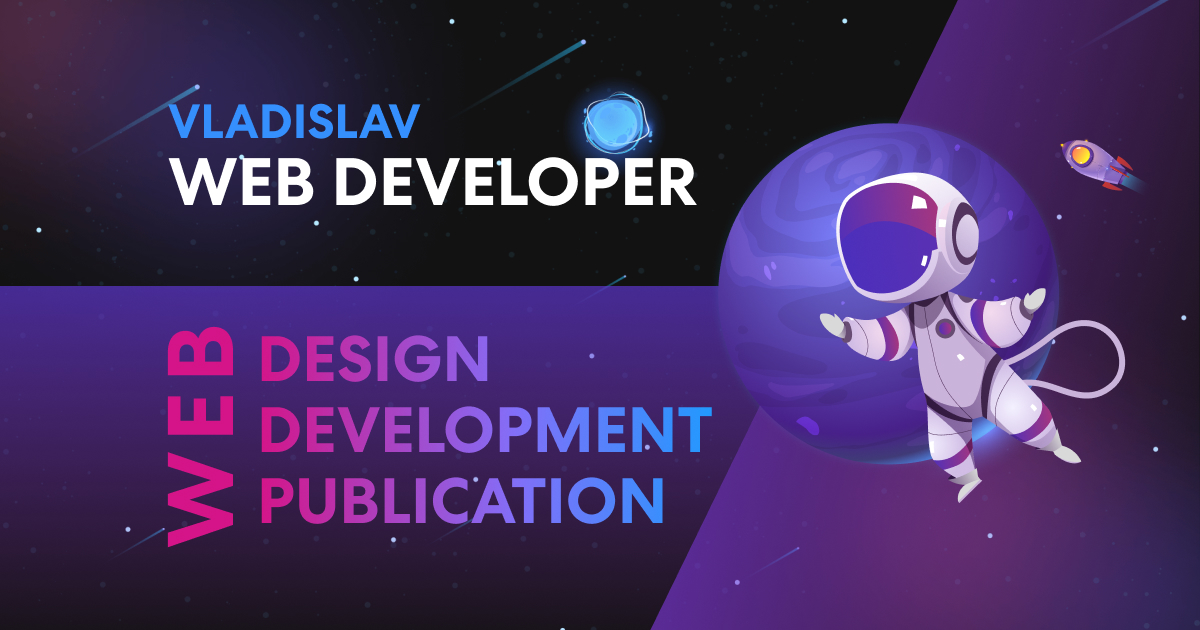 VLADISLAV
WEB DEVELOPER
WEB
DESIGN
DEVELOPMENT
PUBLICATION